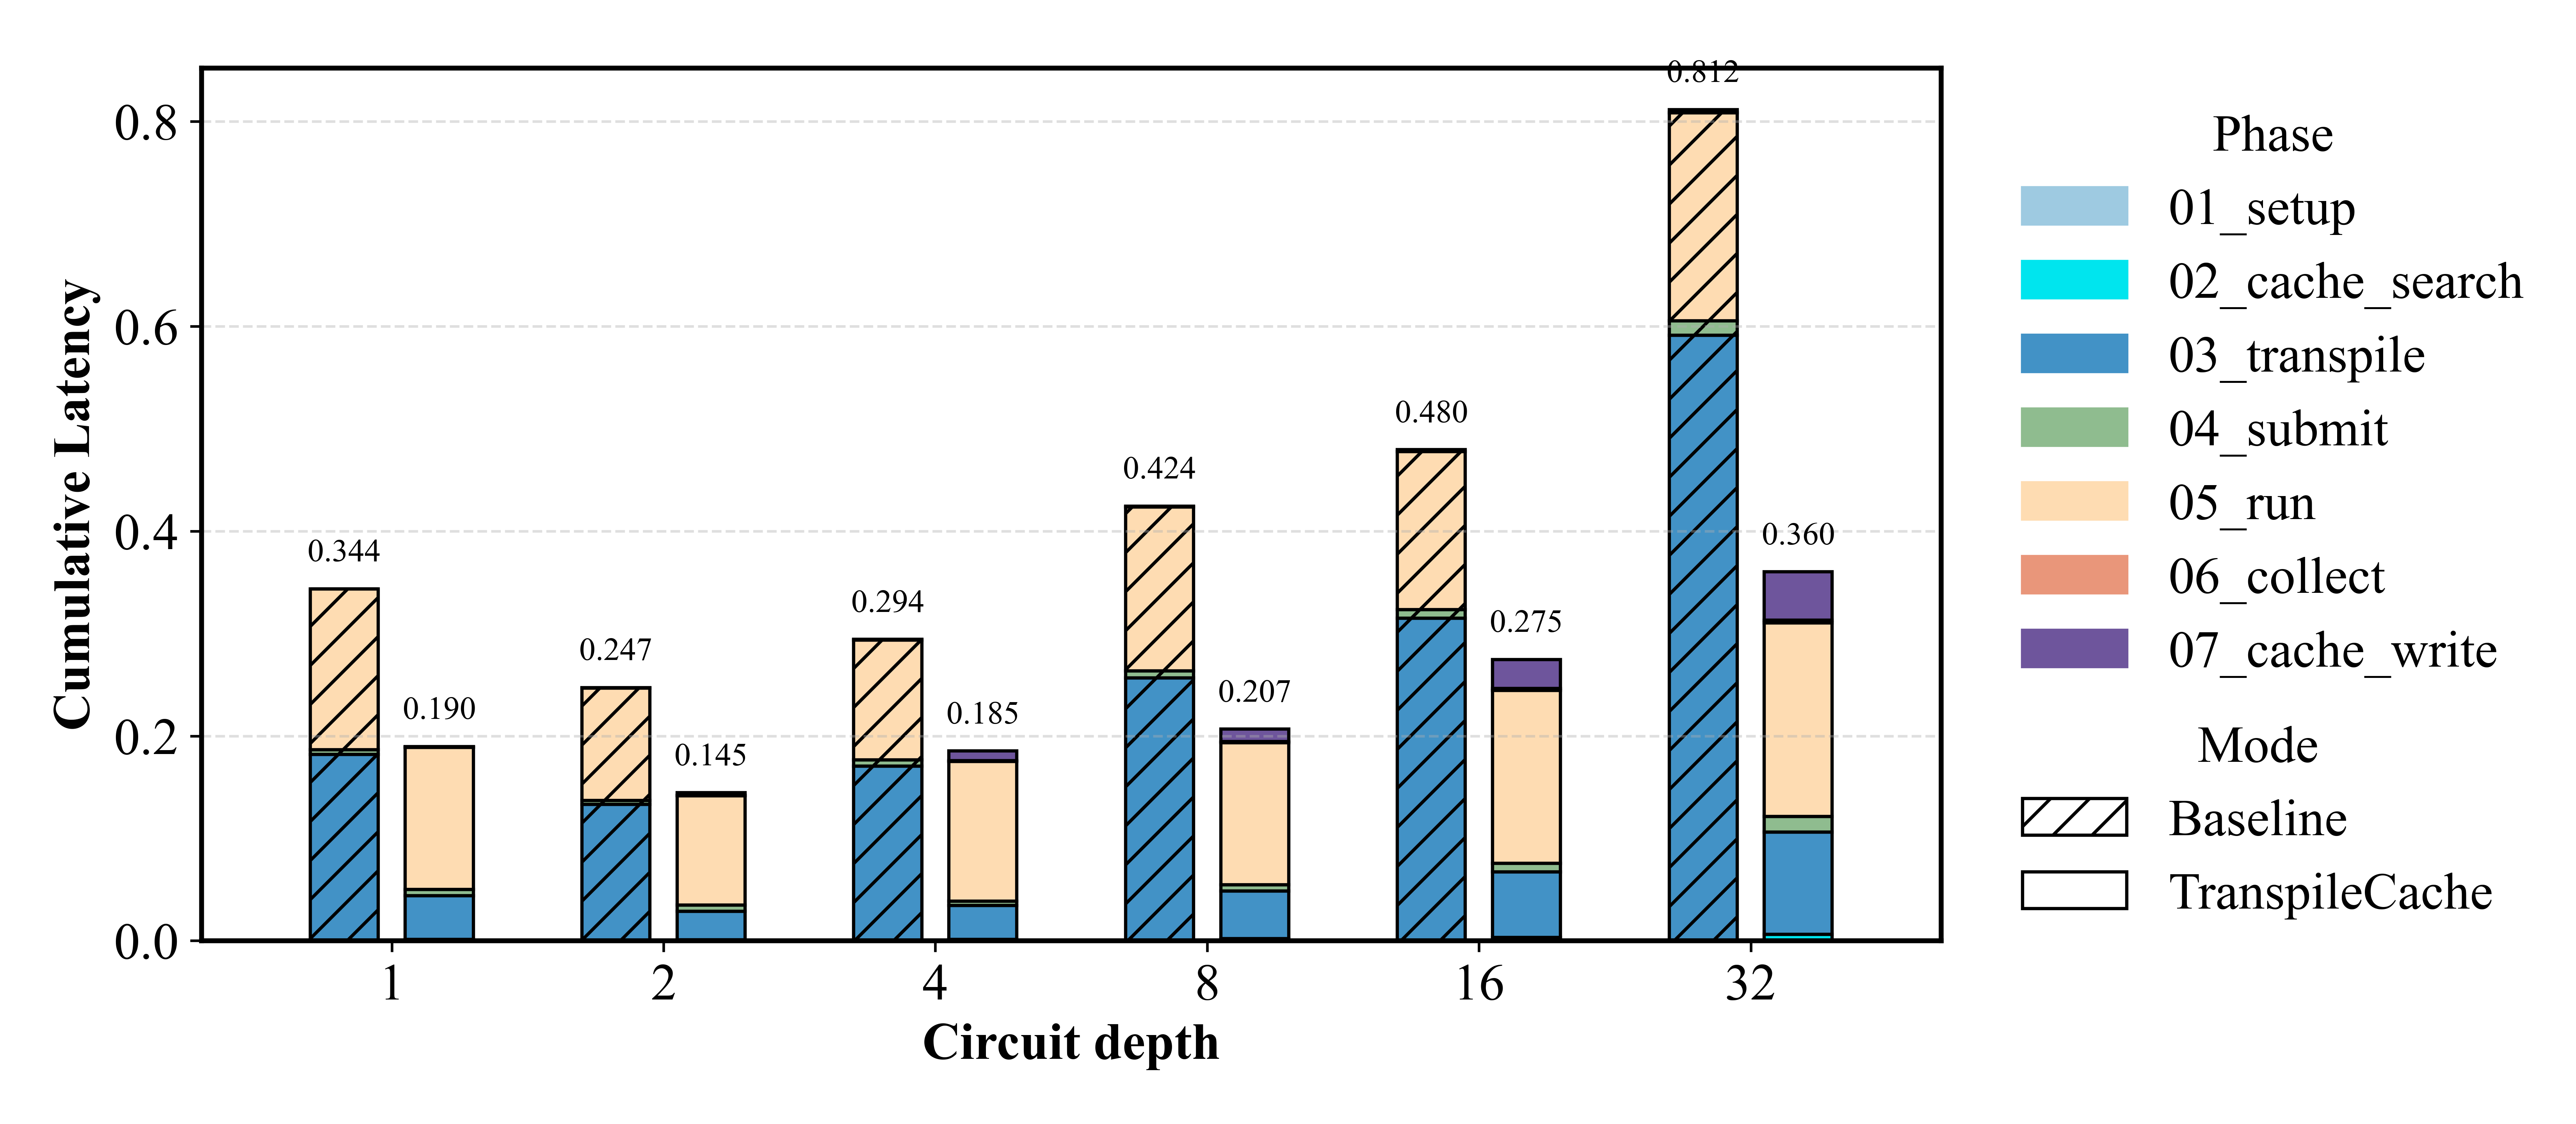 Cumulative Latency
0.8
0.6
0.4
0.2
0.0
0.344
0.190
0.247
0.145
0.294
0.185
0.424
0.207
0.480
0.275
0.812
0.360
1
2
4
8
16
32
Circuit depth
Phase
01_setup
02_cache_search
03_transpile
04_submit
05_run
06_collect
07_cache_write
Mode
Baseline
TranspileCache